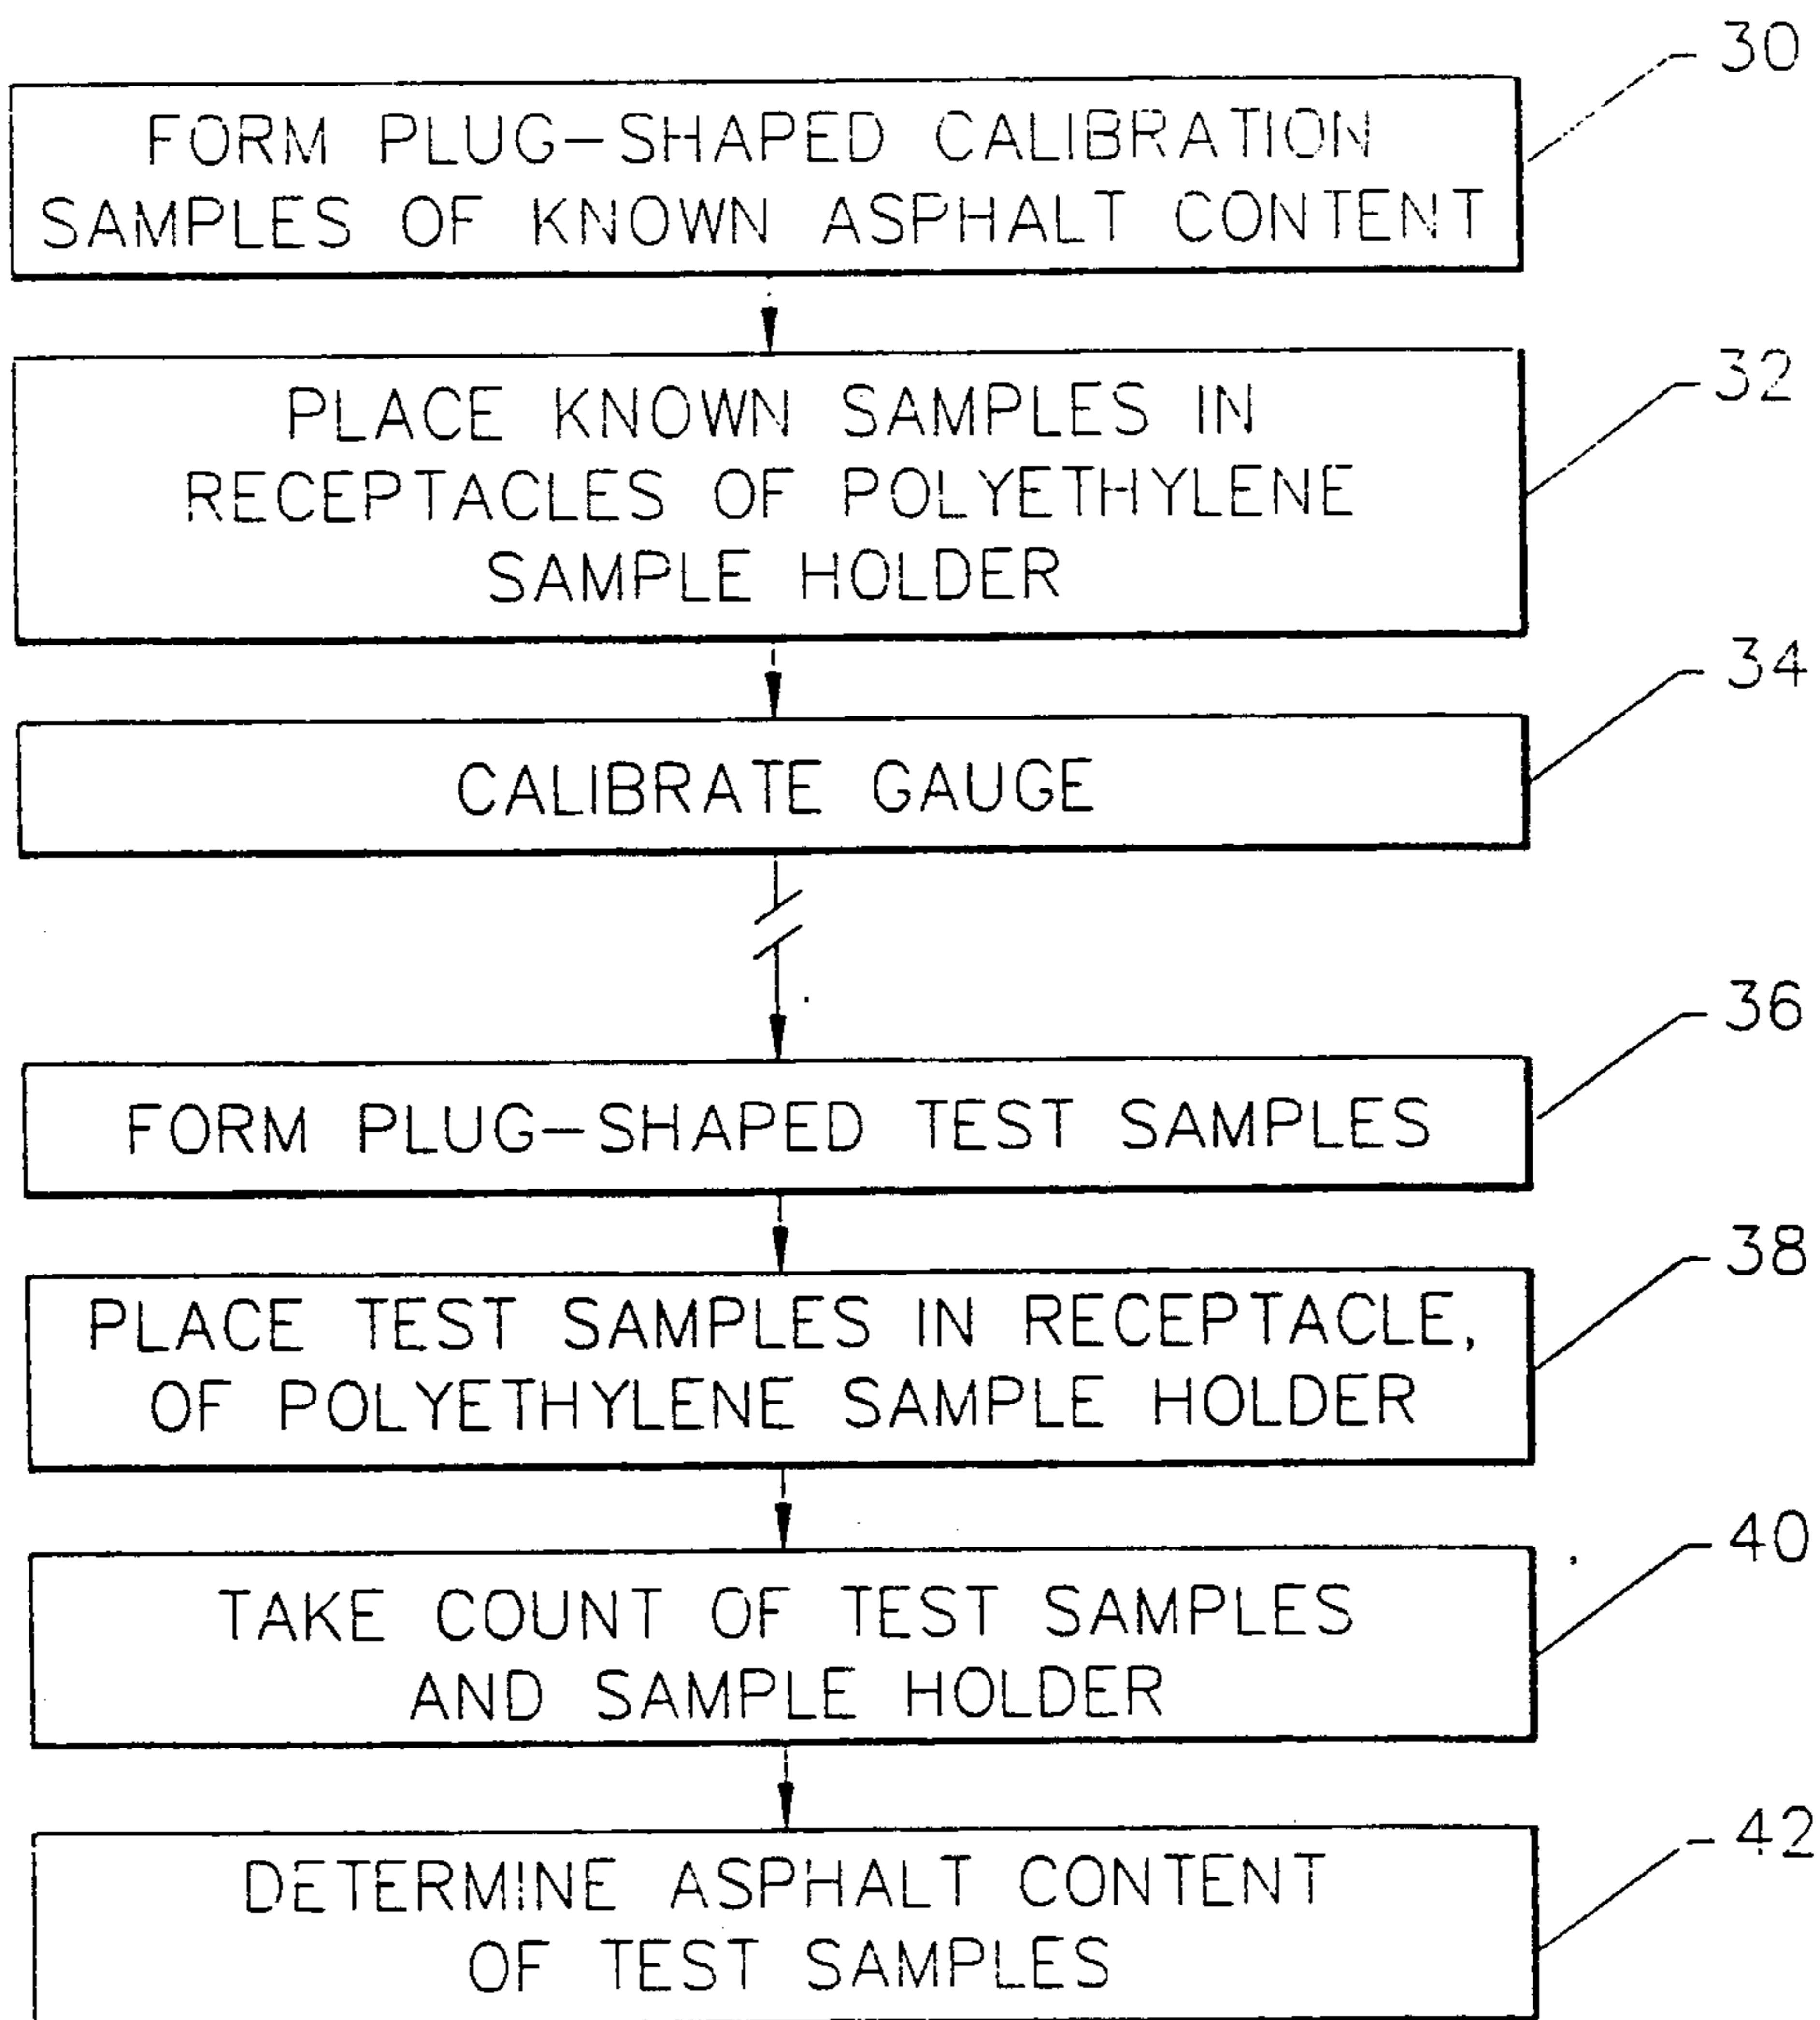 30
FORM PLUG-SHAPED CALIBRATION
SAMPLES OF KNOWN ASPHALT CONTENT
32
PLACE KNOWN SAMPLES IN
RECEPTACLES OF POLYETHYLENE
SAMPLE HOLDER
34
CALIBRATE GAUGE
36
FORM PLUG-SHAPED TEST SAMPLES
38
PLACE TEST SAMPLES IN RECEPTACLE,
OF POLYETHYLENE SAMPLE HOLDER
40
TAKE COUNT OF TEST SAMPLES
AND SAMPLE HOLDER
42
DETERMINE ASPHALT CONTENT
OF TEST SAMPLES